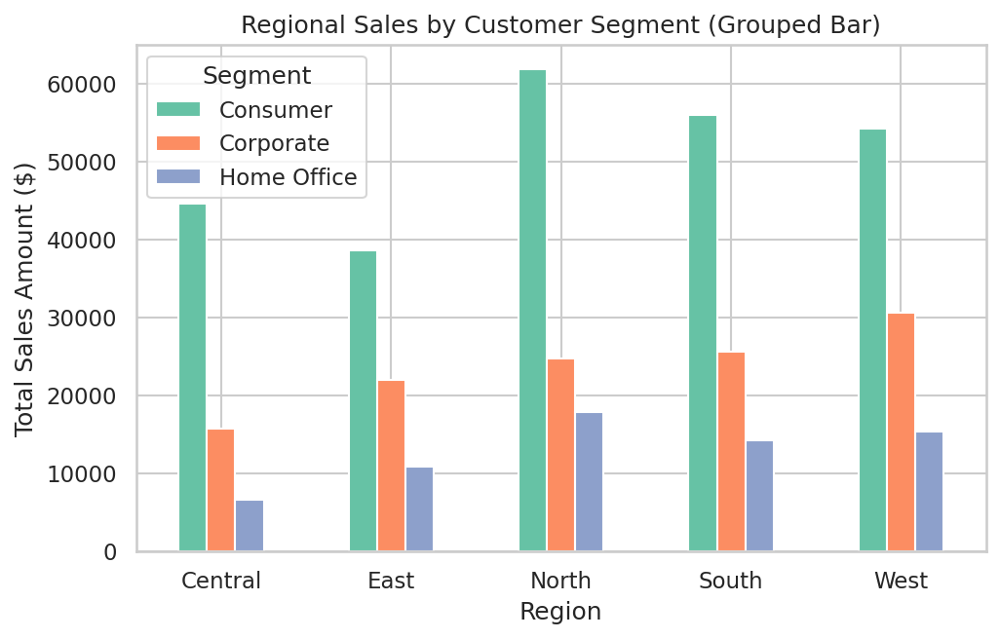 Regional Sales by Customer Segment (Grouped Bar)
Total Sales Amount ($)
60000
50000
40000
30000
20000
10000
0
Segment
Consumer
Corporate
Home Office
Central East North South West
Region